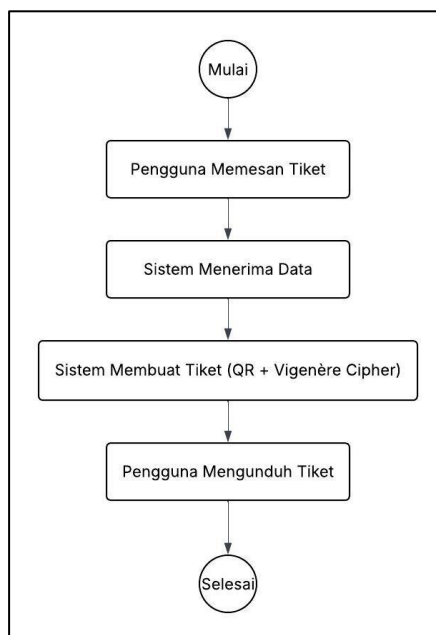 Mulai
Pengguna Memesan Tiket
Sistem Menerima Data
Sistem Membuat Tiket (QR + Vigenère Cipher)
Pengguna Mengunduh Tiket
Selesai